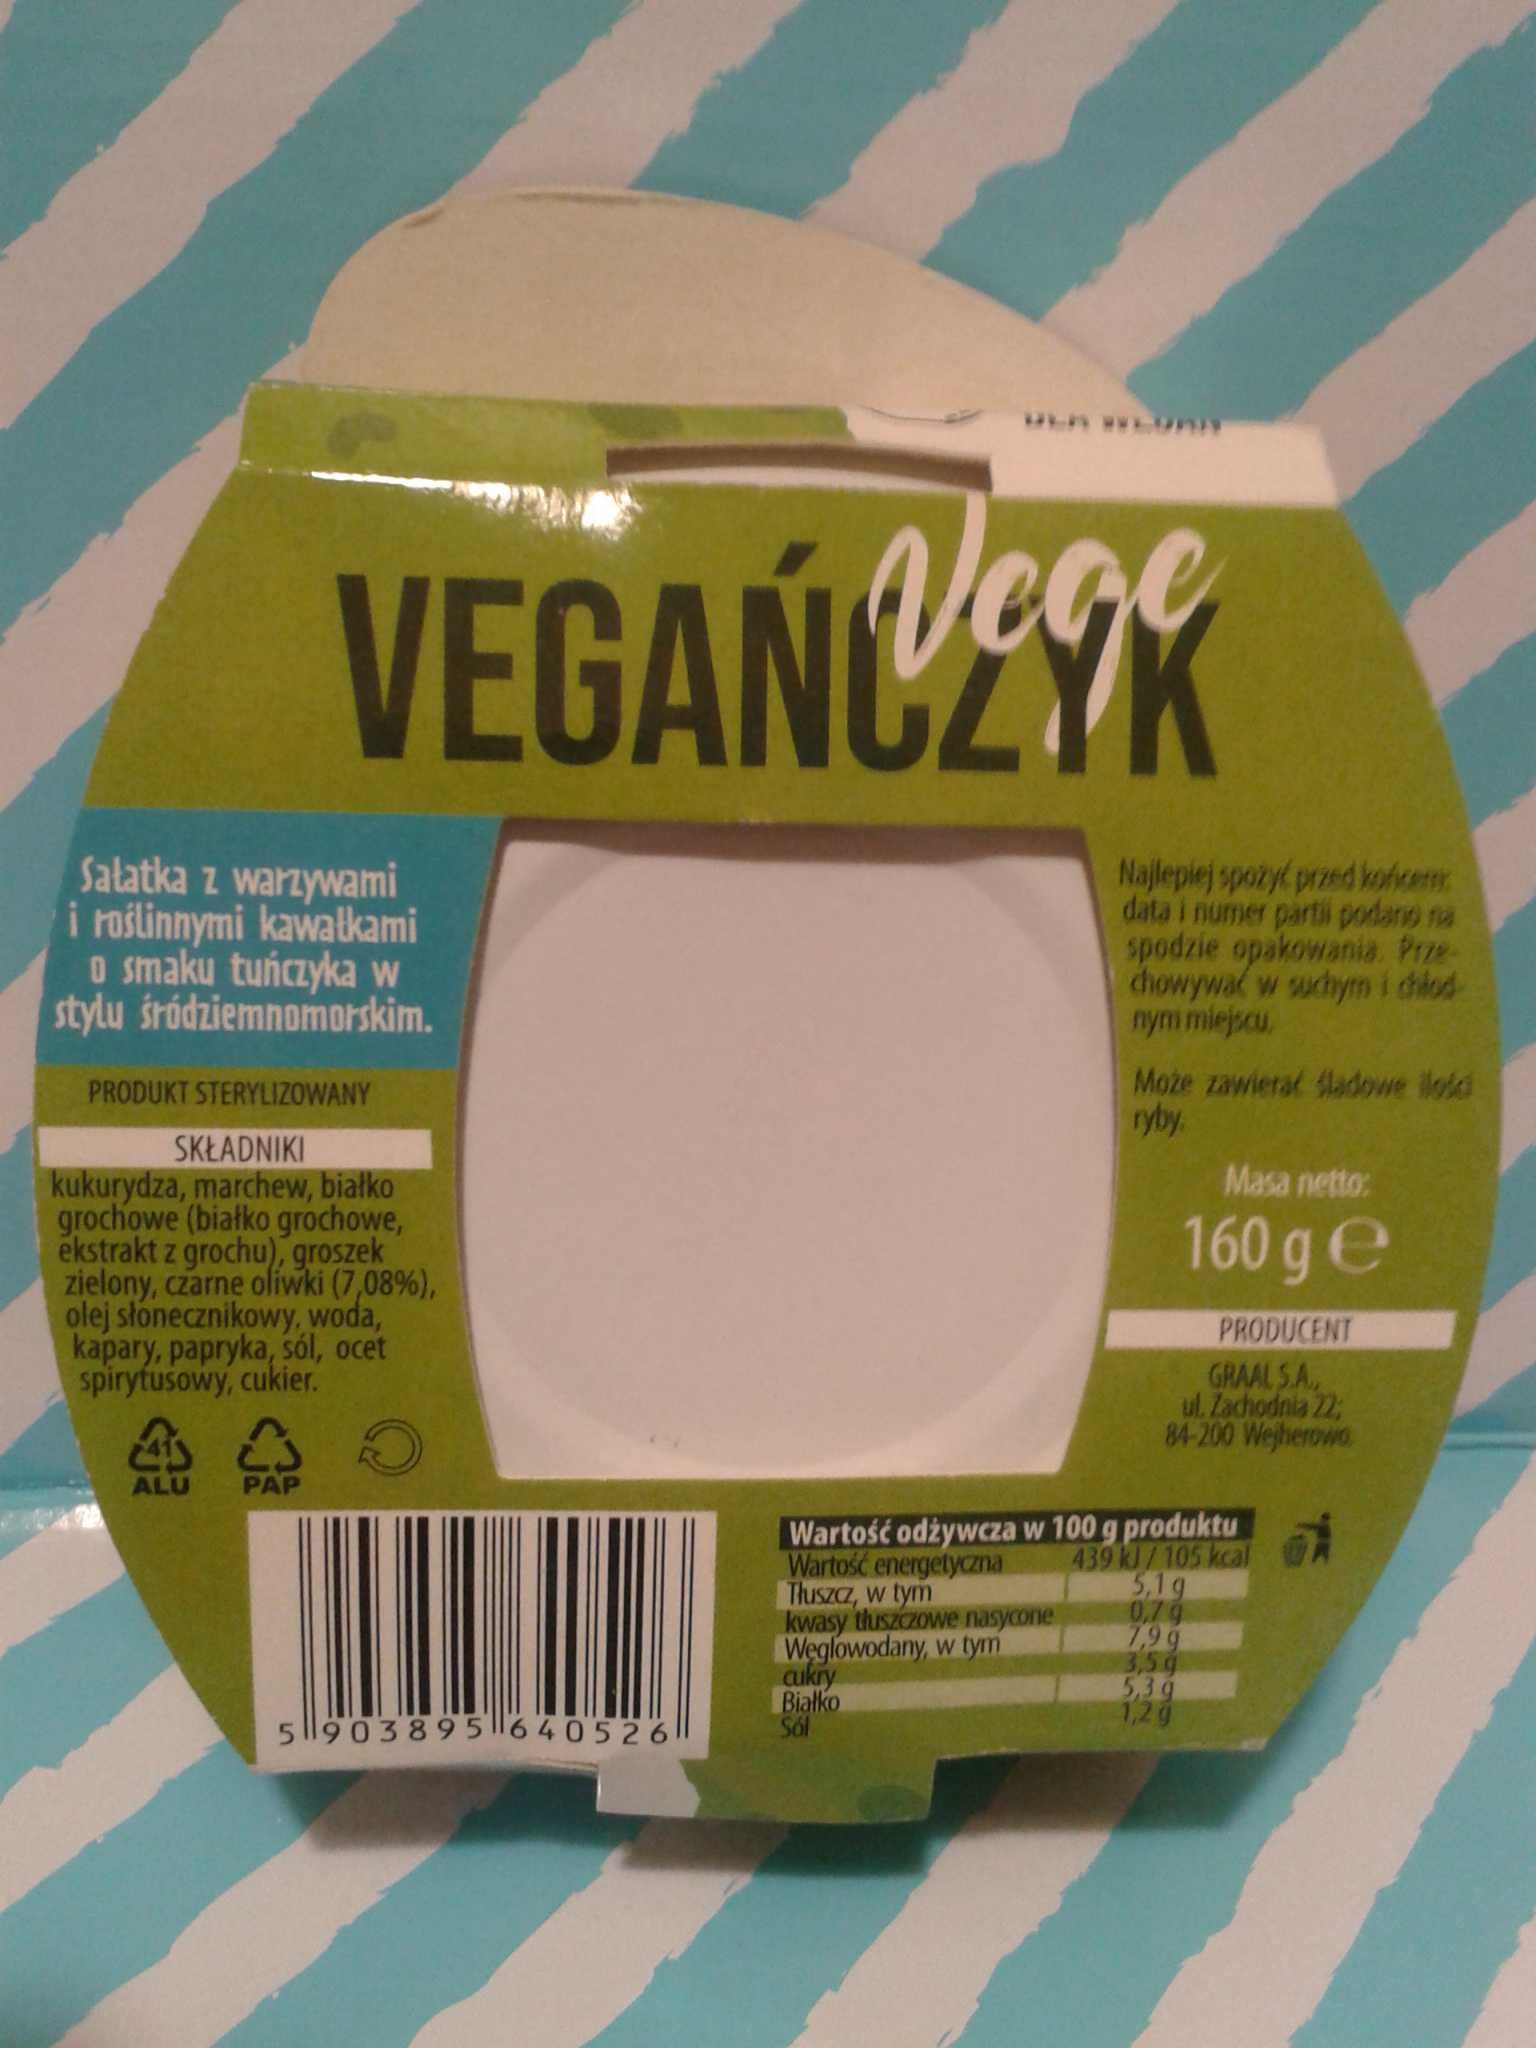 Vege
VEGAŃCZYK
Sałatka z warzywami
i roślinnymi kawałkami
o smaku tuńczyka w
stylu śródziemnomorskim.
PRODUKT STERYLIZOWANY
SKŁADNIKI
kukurydza, marchew, białko
grochowe (białko grochowe,
ekstrakt z grochu), groszek
zielony, czarne oliwki (7,08%),
olej słonecznikowy, woda,
kapary, papryka, sól, ocet
spirytusowy, cukier.
41
ALU
PAP
5 903895 640526
Najlepiej spożyć przed końcem:
data i numer partii podano na
spodzie opakowania. Prze-
chowywać w suchym i chłod-
nym miejscu.
Może zawierać śladowe ilości
ryby.
Masa netto:
160 g e
PRODUCENT
GRAAL S.A.,
ul. Zachodnia 22;
84-200 Wejherowo.
Wartość odżywcza w 100 g produktu
Wartość energetyczna 439 kJ / 105 kcal
Tłuszcz, w tym 5,1 g
kwasy tłuszczowe nasycone 0,7 g
Węglowodany, w tym 7,9 g
cukry 3,5 g
Białko 5,3 g
Sól 1,2 g